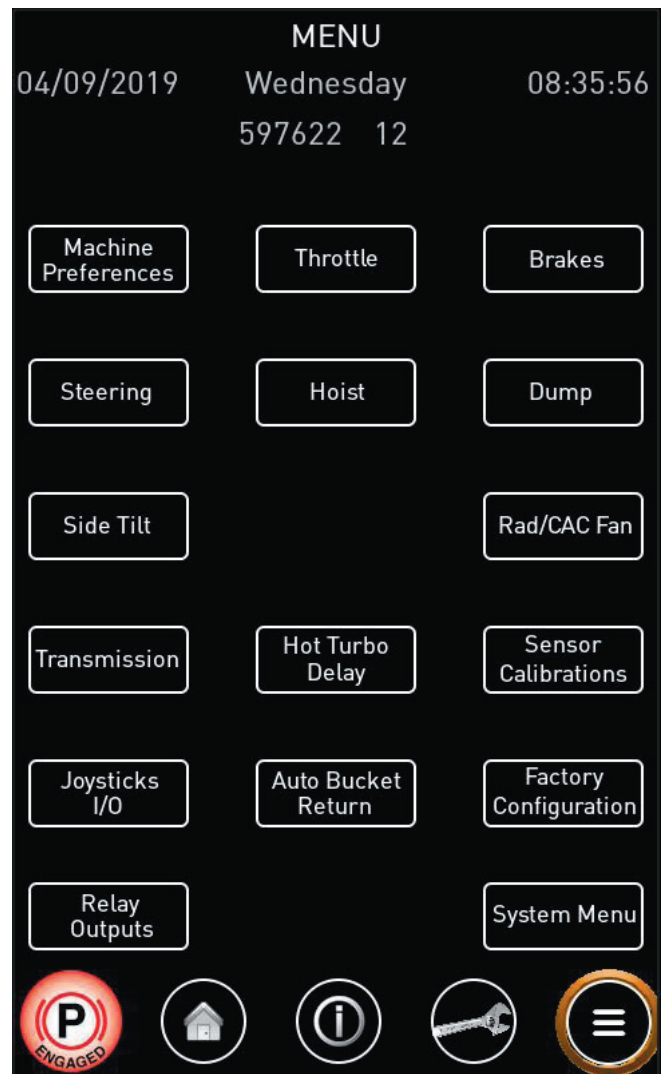 MENU
04/09/2019 Wednesday 08:35:56
597622 12
Machine
Preferences
Throttle
Brakes
Steering
Hoist
Dump
Side Tilt
Rad/CAC Fan
Transmission
Hot Turbo
Delay
Sensor
Calibrations
Joysticks
I/O
Auto Bucket
Return
Factory
Configuration
Relay
Outputs
System Menu
P
ENGAGED
i